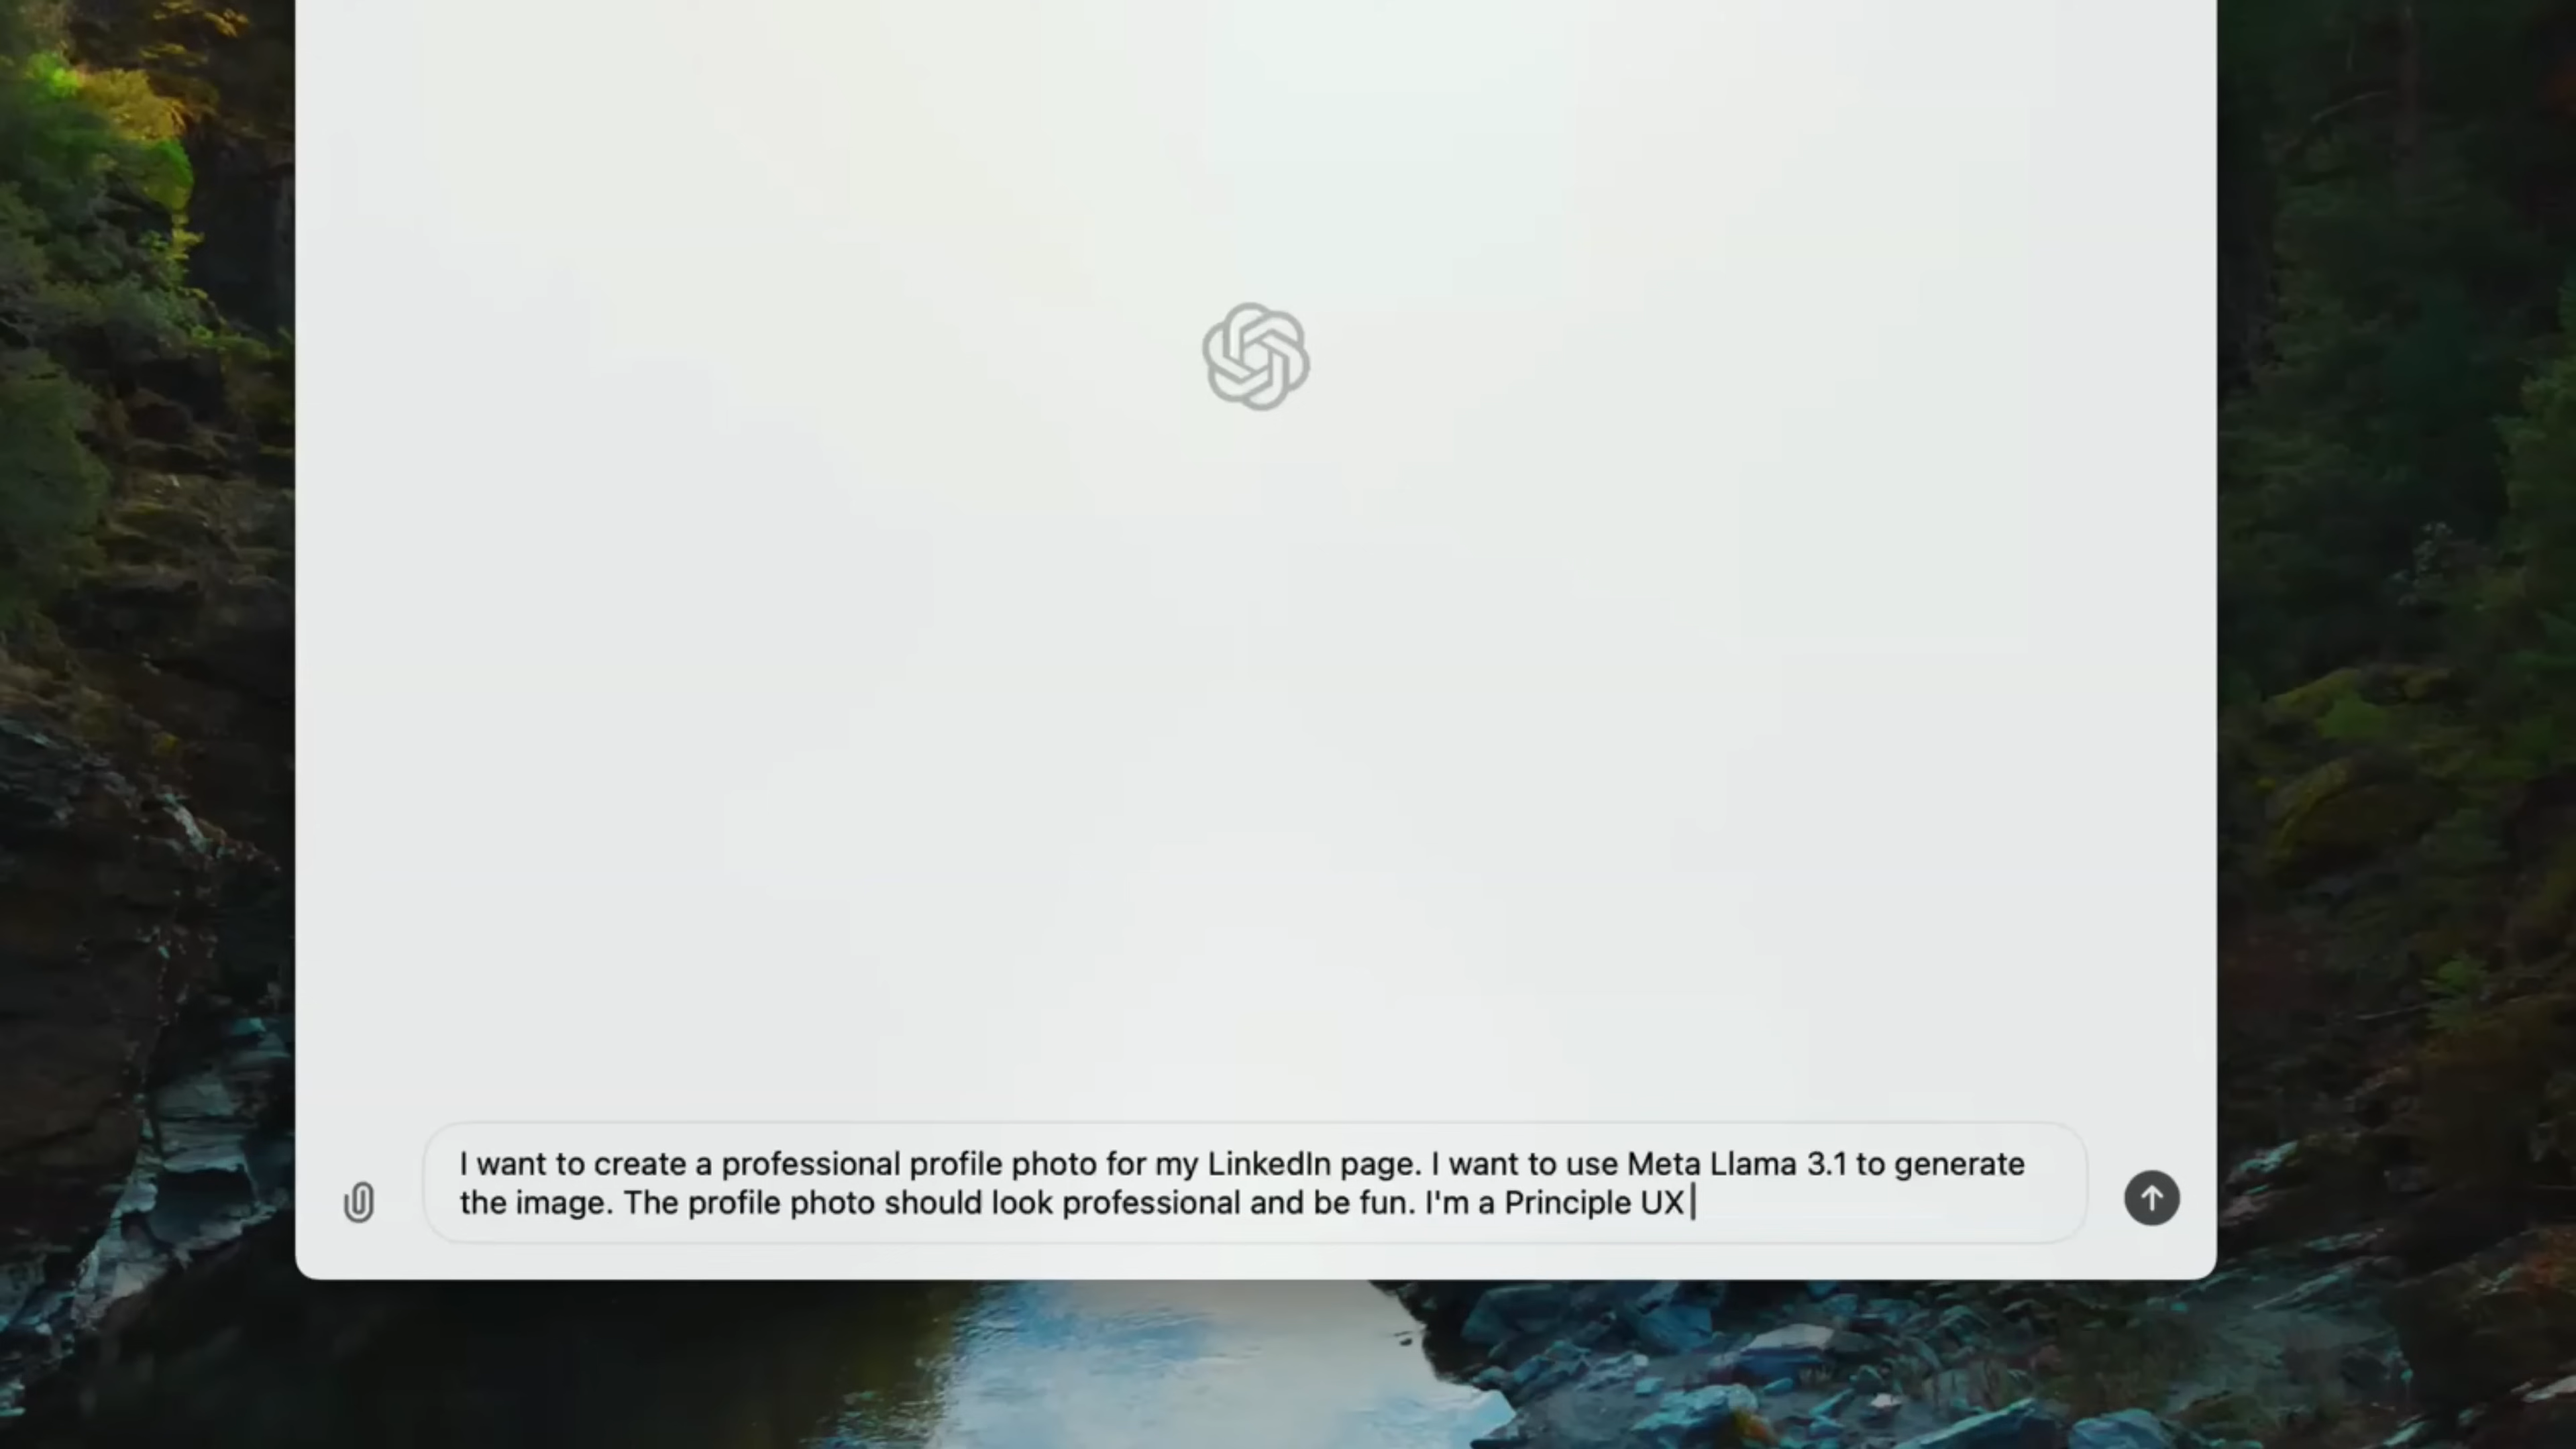 I want to create a professional profile photo for my LinkedIn page. I want to use Meta Llama 3.1 to generate
the image. The profile photo should look professional and be fun. I'm a Principle UX